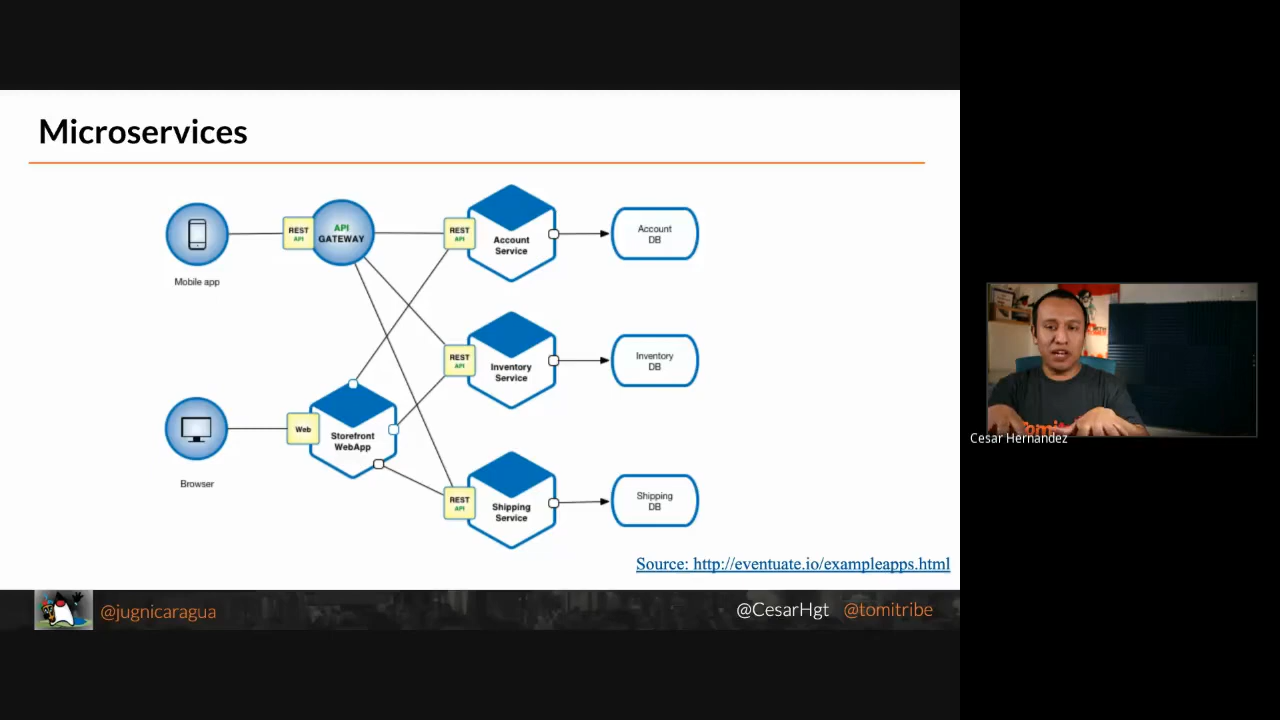 Microservices
REST
API
API
GATEWAY
Mobile app
REST
API
Account
Service
Account
DB
REST
API
Inventory
Service
Inventory
DB
Web
Storefront
WebApp
Browser
REST
API
Shipping
Service
Shipping
DB
Source: http://eventuate.io/exampleapps.html
@jugnicaragua
@CesarHgt @tomitribe
Cesar Hernandez